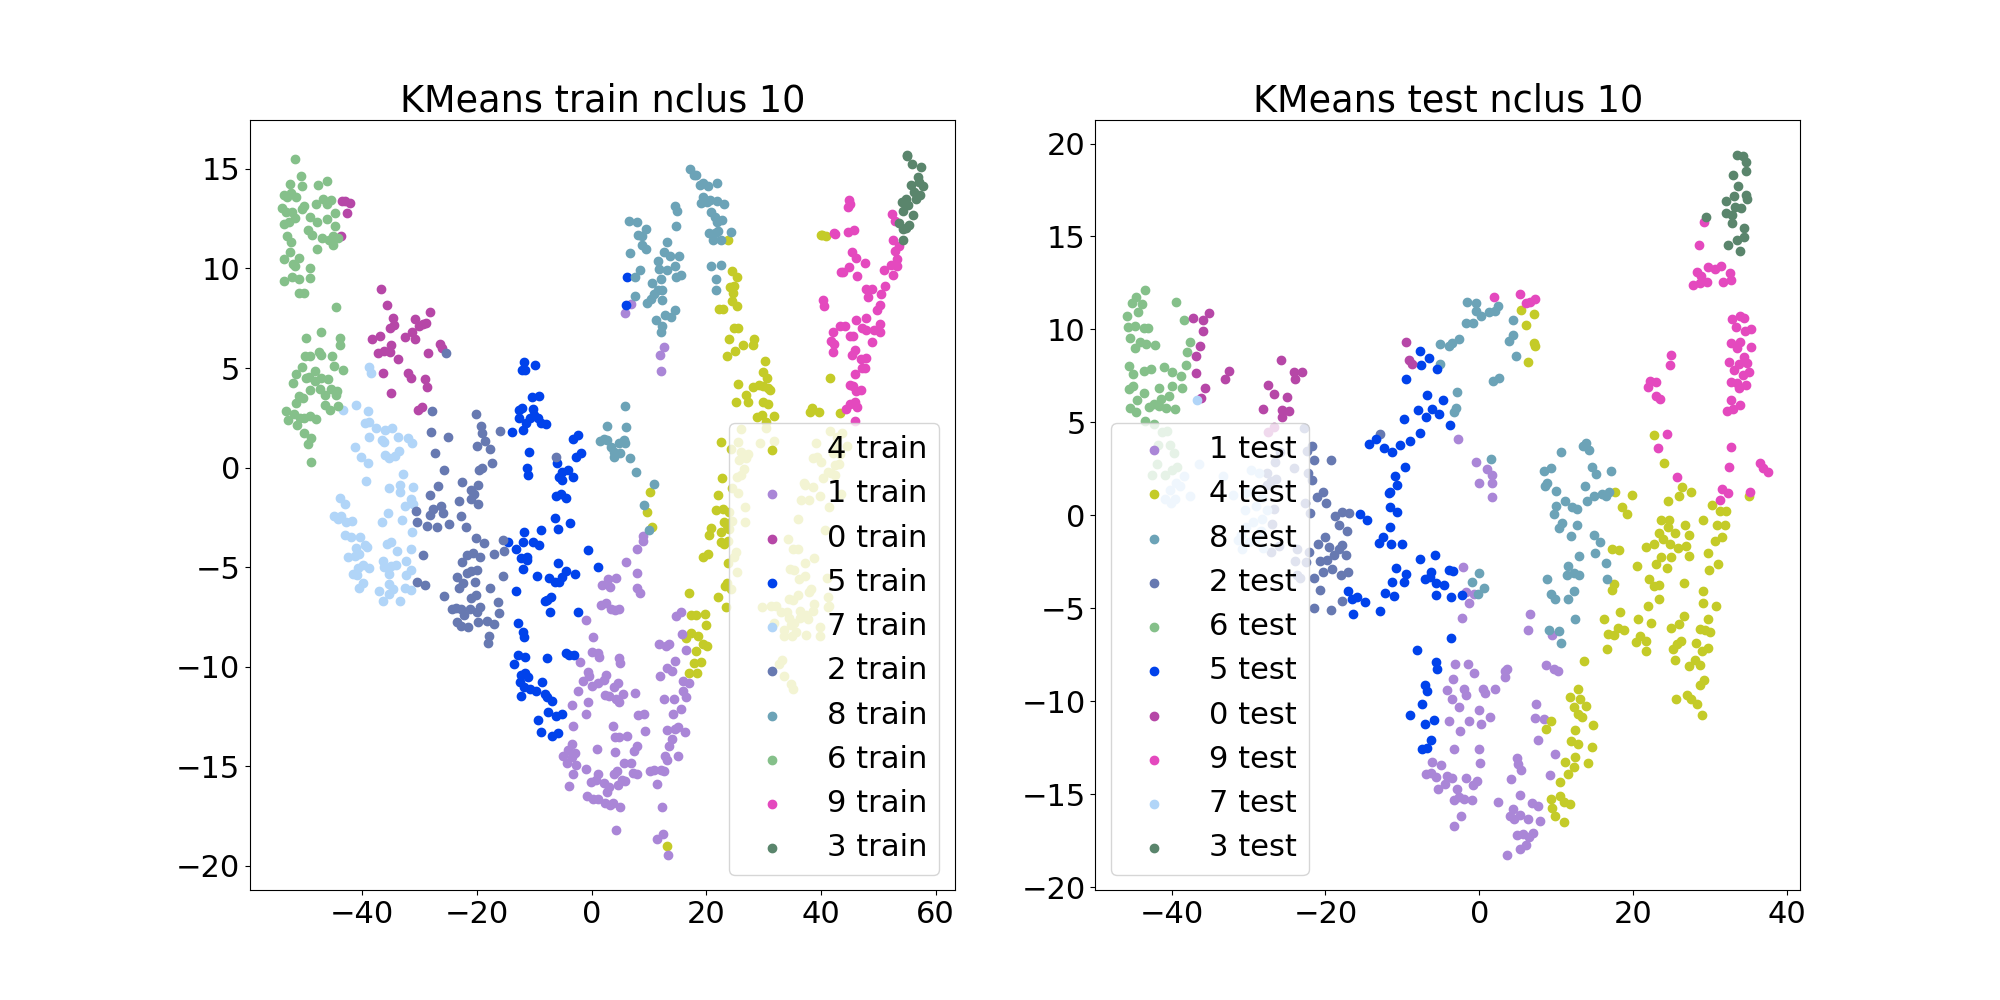 KMeans train nclus 10
15
10
5
0
−5
−10
−15
−20
−40
−20
0
20
40
60
4 train
1 train
0 train
5 train
7 train
2 train
8 train
6 train
9 train
3 train
KMeans test nclus 10
20
15
10
5
0
−5
−10
−15
−20
−40
−20
0
20
40
1 test
4 test
8 test
2 test
6 test
5 test
0 test
9 test
7 test
3 test